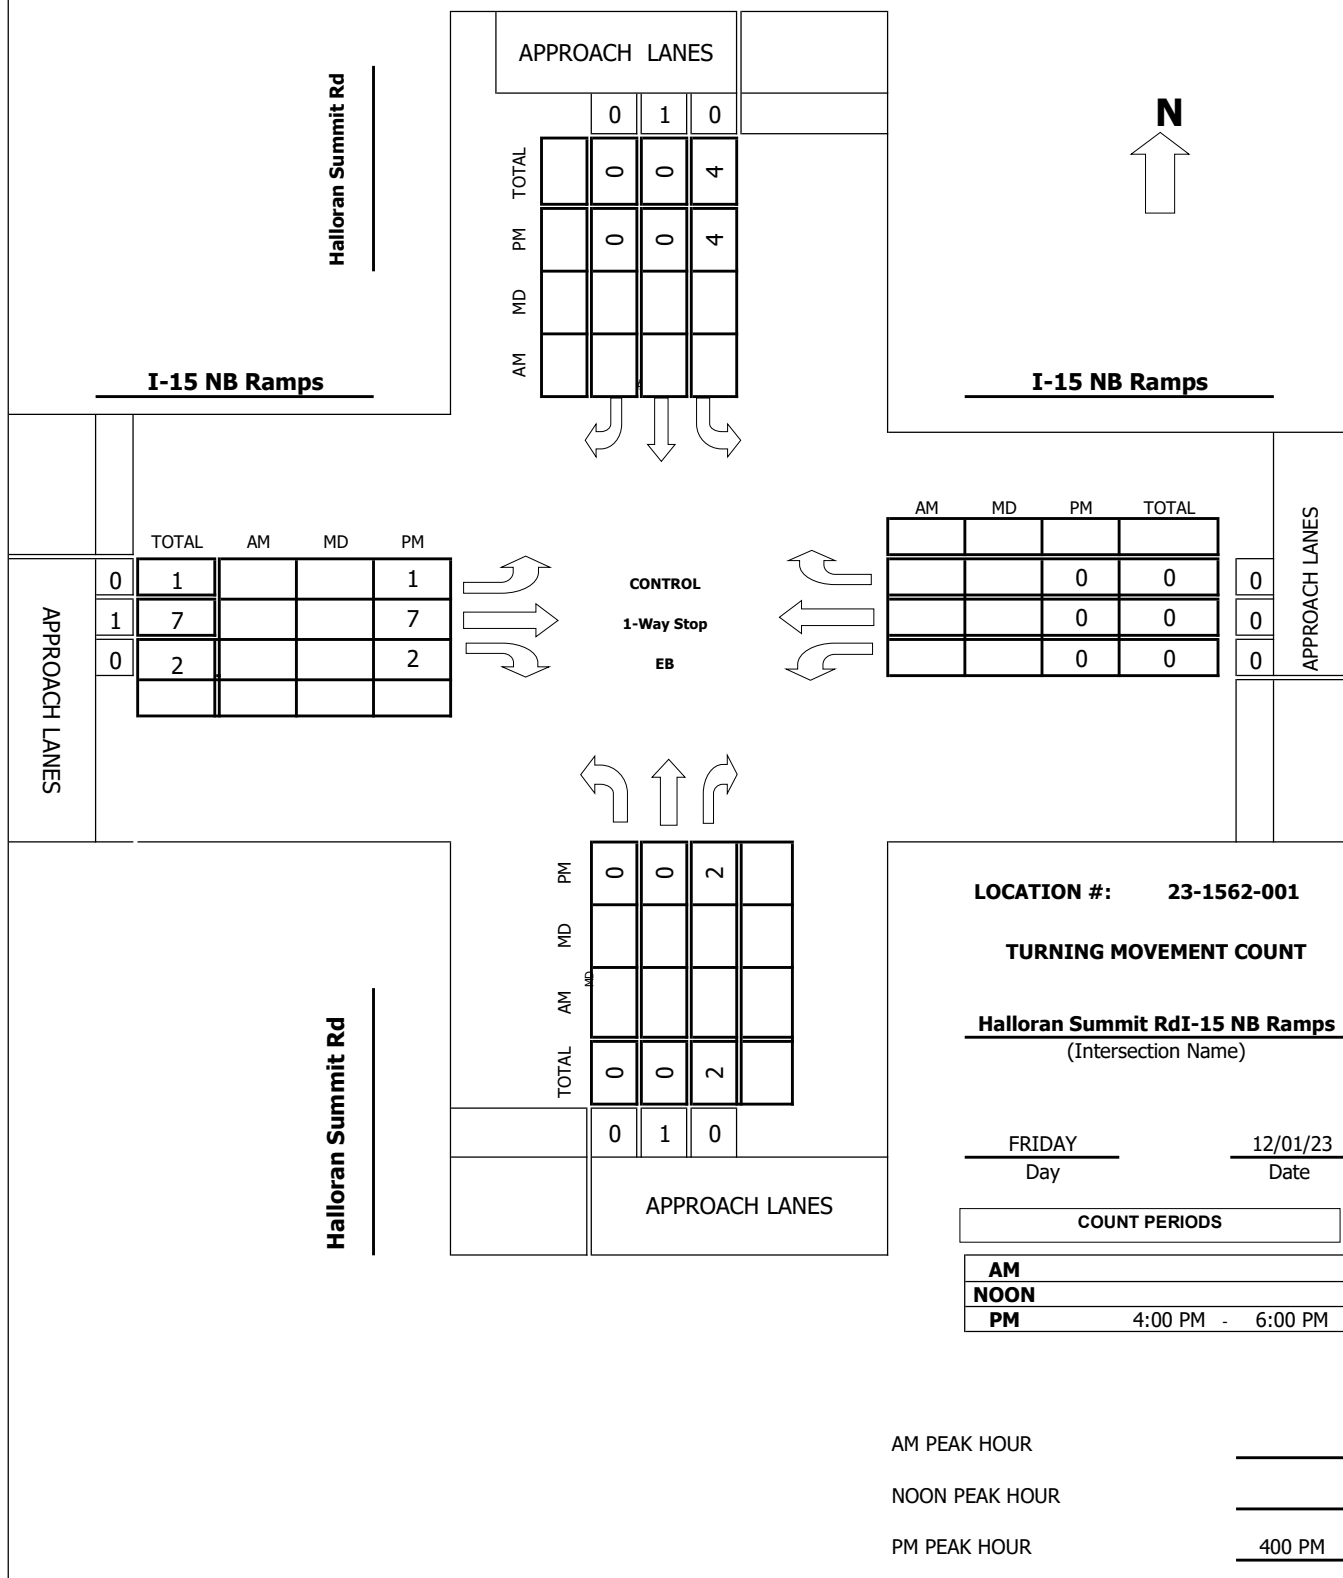 APPROACH LANES
0 1 0
Halloran Summit Rd
N
TOTAL 0 0 4
PM 0 0 4
MD
AM
I-15 NB Ramps
I-15 NB Ramps
TOTAL AM MD PM
0 1 1
1 7 7
0 2 2
APPROACH LANES
CONTROL
1-Way Stop
EB
AM MD PM TOTAL
0 0 0
0 0 0
0 0 0
APPROACH LANES
PM 0 0 2
MD
AM
MD
TOTAL 0 0 2
0 1 0
APPROACH LANES
Halloran Summit Rd
LOCATION #: 23-1562-001
TURNING MOVEMENT COUNT
Halloran Summit RdI-15 NB Ramps
(Intersection Name)
FRIDAY 12/01/23
Day Date
COUNT PERIODS
AM
NOON
PM 4:00 PM - 6:00 PM
AM PEAK HOUR
NOON PEAK HOUR
PM PEAK HOUR 400 PM